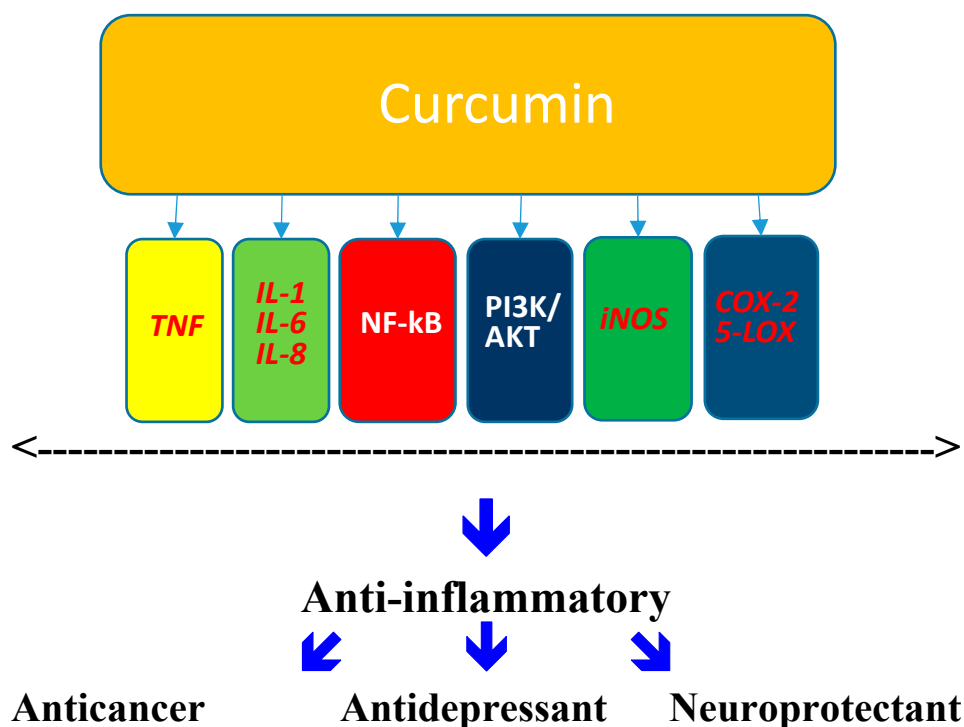 Curcumin
TNF
IL-1
IL-6
IL-8
NF-kB
PI3K/
AKT
iNOS
COX-2
5-LOX
Anti-inflammatory
Anticancer
Antidepressant
Neuroprotectant